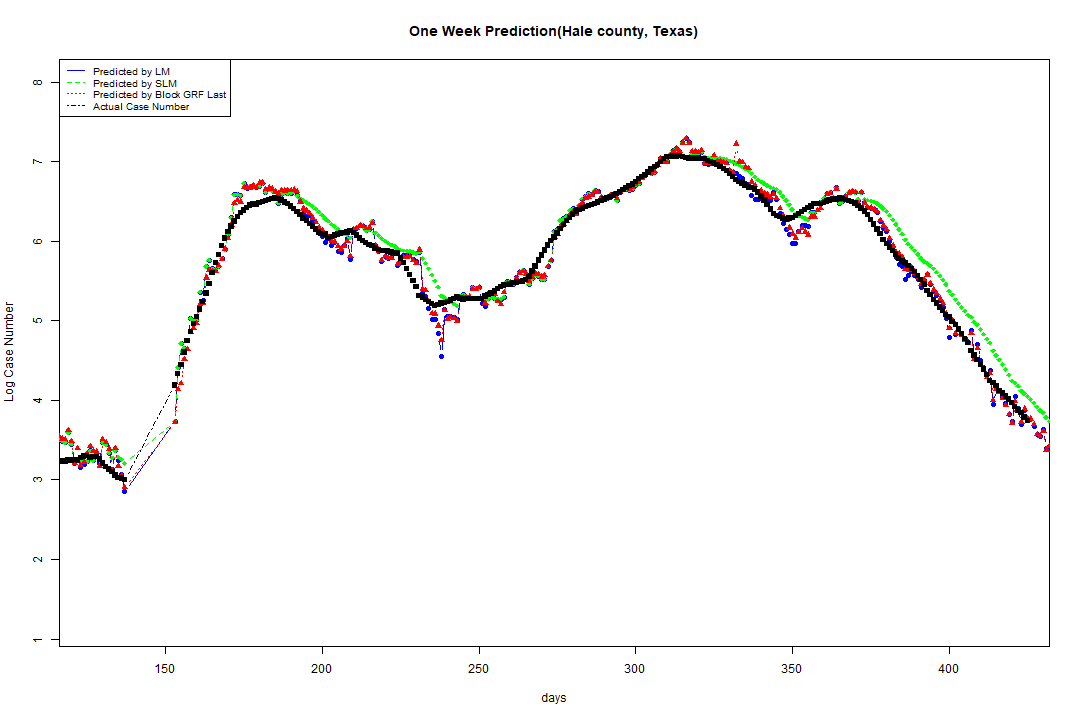 One Week Prediction(Hale county, Texas)
Predicted by LM
Predicted by SLM
Predicted by Block GRF Last
Actual Case Number
8
7
6
5
4
3
2
1
Log Case Number
150 200 250 300 350 400
days